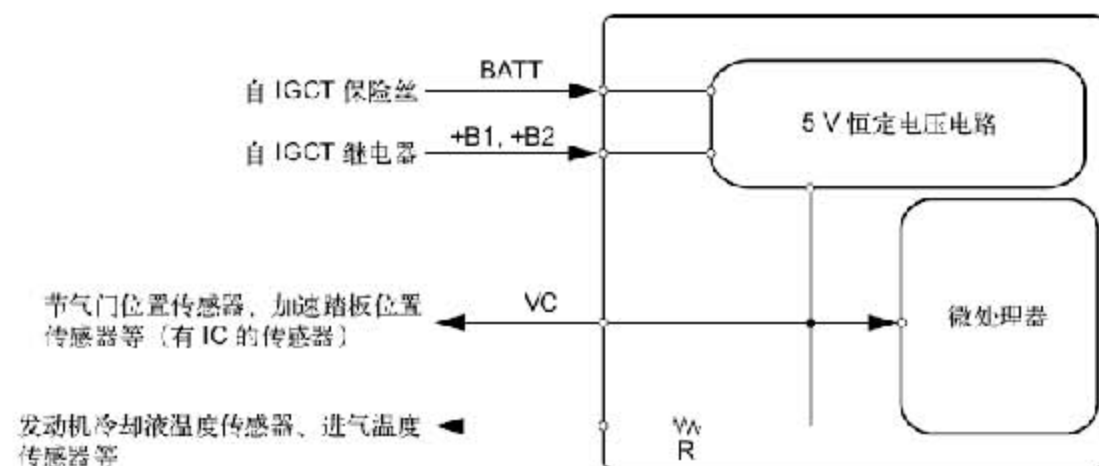 自 IGCT 保险丝
BATT
5 V 恒定电压电路
自 IGCT 继电器
+B1, +B2
节气门位置传感器、加速踏板位置
传感器等（有 IC 的传感器）
VC
微处理器
发动机冷却液温度传感器、进气温度
传感器等
R